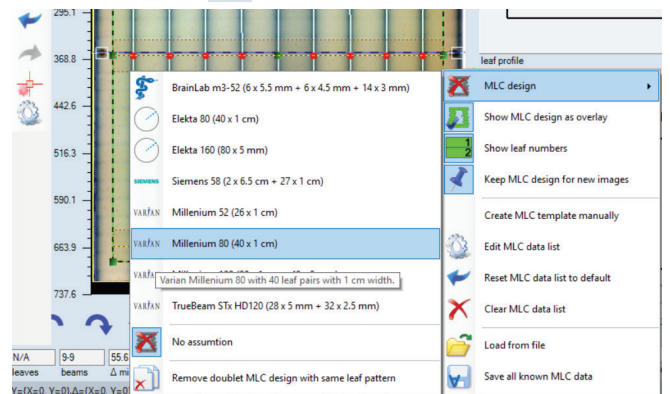 295.1
368.8
442.6
516.3
590.1
663.9
737.6
leaf profile
BrainLab m3-52 (6 x 5.5 mm + 6 x 4.5 mm + 14 x 3 mm)
Elekta 80 (40 x 1 cm)
Elekta 160 (80 x 5 mm)
SIEMENS Siemens 58 (2 x 6.5 cm + 27 x 1 cm)
VARIAN Millenium 52 (26 x 1 cm)
VARIAN Millenium 80 (40 x 1 cm)
Varian Millenium 80 with 40 leaf pairs with 1 cm width.
VARIAN TrueBeam STx HD120 (28 x 5 mm + 32 x 2.5 mm)
No assumtion
Remove doublet MLC design with same leaf pattern
MLC design
Show MLC design as overlay
1
2
Show leaf numbers
Keep MLC design for new images
Create MLC template manually
Edit MLC data list
Reset MLC data list to default
Clear MLC data list
Load from file
Save all known MLC data
N/A 9-9 55.6
leaves beams Δ mi